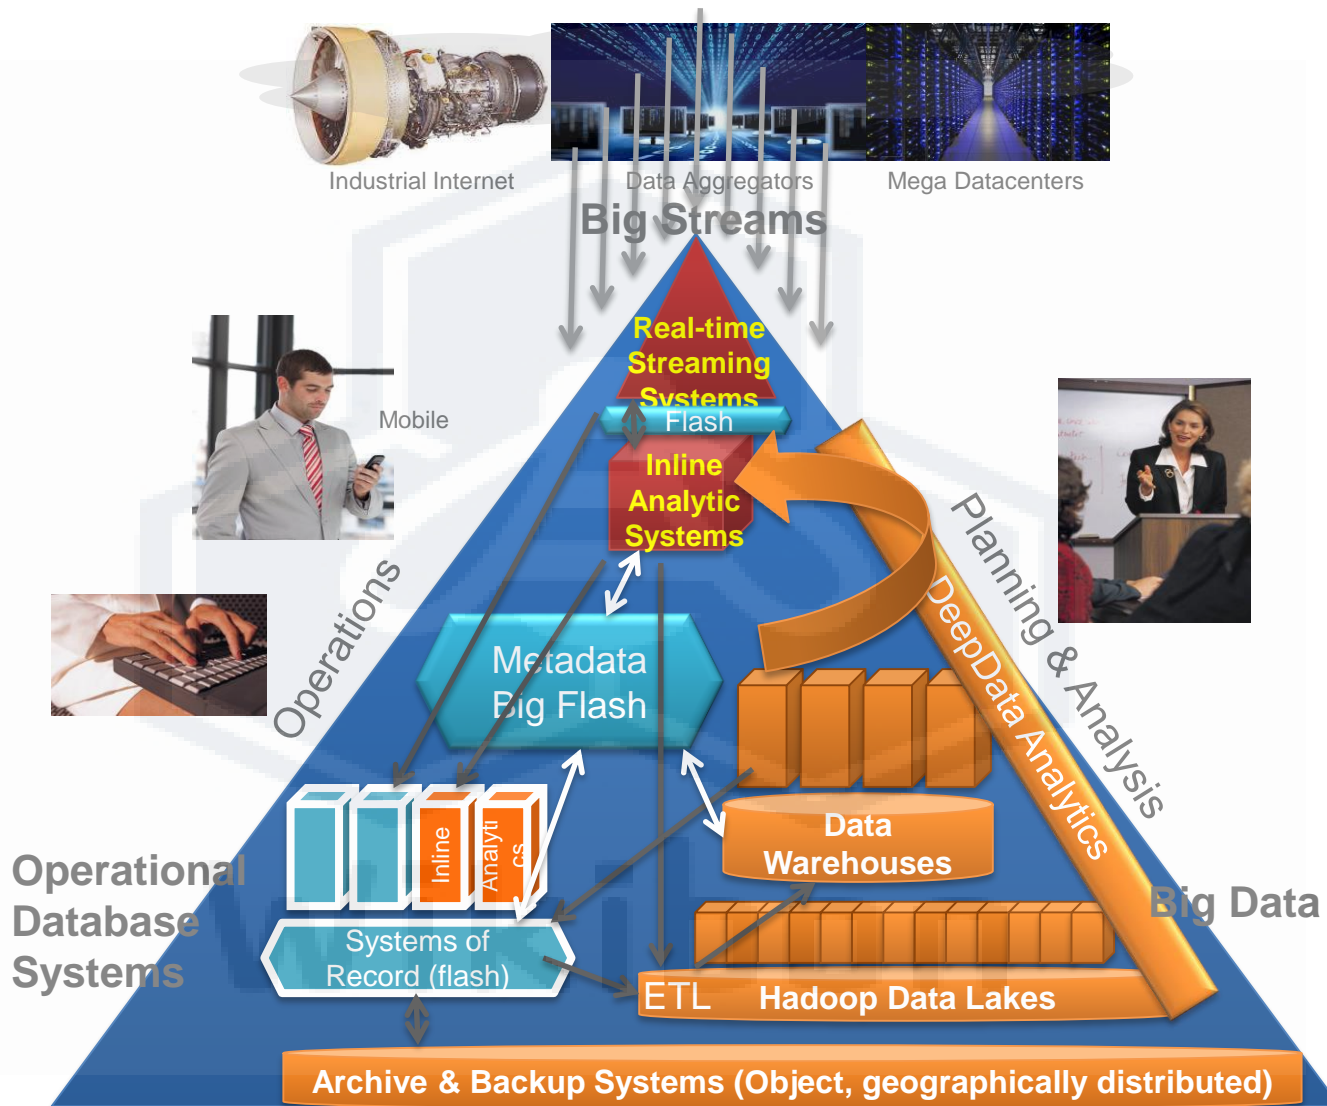 Industrial Internet
Data Aggregators
Mega Datacenters
Big Streams
Real-time
Streaming
Systems
Flash
Mobile
Inline
Analytic
Systems
Operations
Planning & Analysis
DeepData Analytics
Metadata
Big Flash
Inline
Analyti
cs
Data
Warehouses
Operational
Database
Systems
Big Data
Systems of
Record (flash)
ETL
Hadoop Data Lakes
Archive & Backup Systems (Object, geographically distributed)